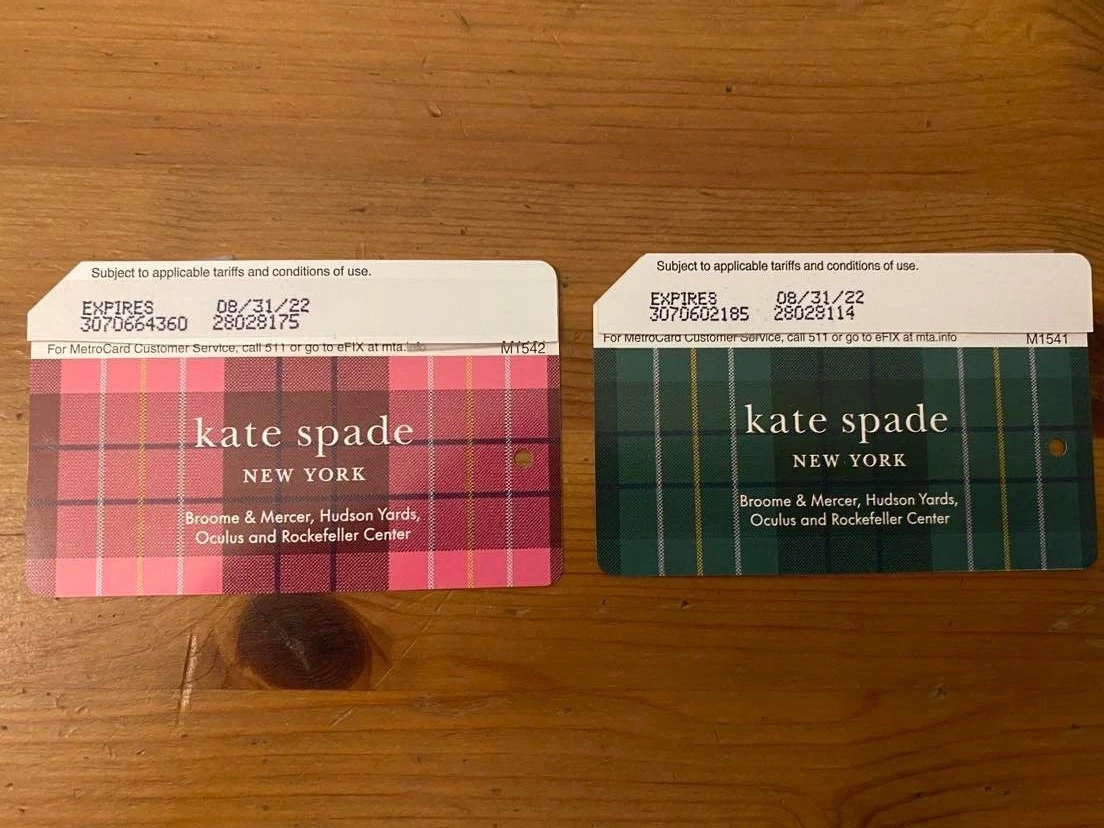 Subject to applicable tariffs and conditions of use.
EXPIRES 08/31/22
3070664360 28029175
For MetroCard Customer Service, call 511 or go to eFIX at mta.info M1542
kate spade
NEW YORK
Broome & Mercer, Hudson Yards,
Oculus and Rockefeller Center
Subject to applicable tariffs and conditions of use.
EXPIRES 08/31/22
3070602185 28029114
For MetroCard Customer Service, call 511 or go to eFIX at mta.info M1541
kate spade
NEW YORK
Broome & Mercer, Hudson Yards,
Oculus and Rockefeller Center